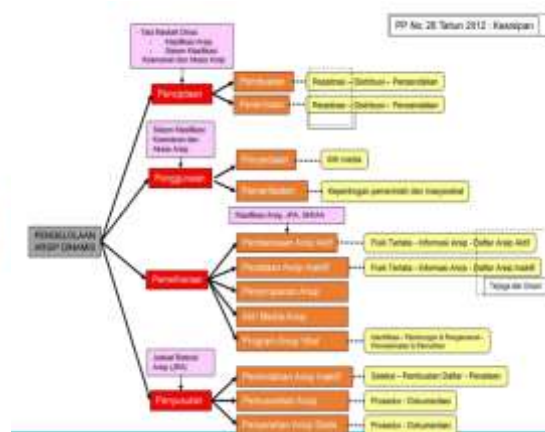 PP No. 28 Tahun 2012 : Kearsipan
Tata Naskah Dinas
- Klasifikasi Arsip
- Sistem Klasifikasi
Keamanan dan Akses Arsip
Penciptaan
Pembuatan
Registrasi - Distribusi - Pengendalian
Penerimaan
Registrasi - Distribusi - Pengendalian
Sistem Klasifikasi
Keamanan dan
Akses Arsip
Penggunaan
Alih media
Pemanfaatan
Kepentingan pemerintah dan masyarakat
PENGELOLAAN
ARSIP DINAMIS
Klasifikasi Arsip, JRA, SKKAA
Pemeliharaan
Pemberkasan Arsip Aktif
Fisik Tertata - Informasi Arsip - Daftar Arsip Aktif
Penataan Arsip Inaktif
Fisik Tertata - Informasi Arsip - Daftar Arsip Inaktif
Penyimpanan Arsip
Alih Media Arsip
Program Arsip Vital
Jadwal Retensi
Arsip (JRA)
Penyusutan
Pemindahan Arsip Inaktif
Seleksi - Pembuatan Daftar - Penataan
Pemusnahan Arsip
Prosedur - Dokumentasi
Penyerahan Arsip Statis
Prosedur - Dokumentasi